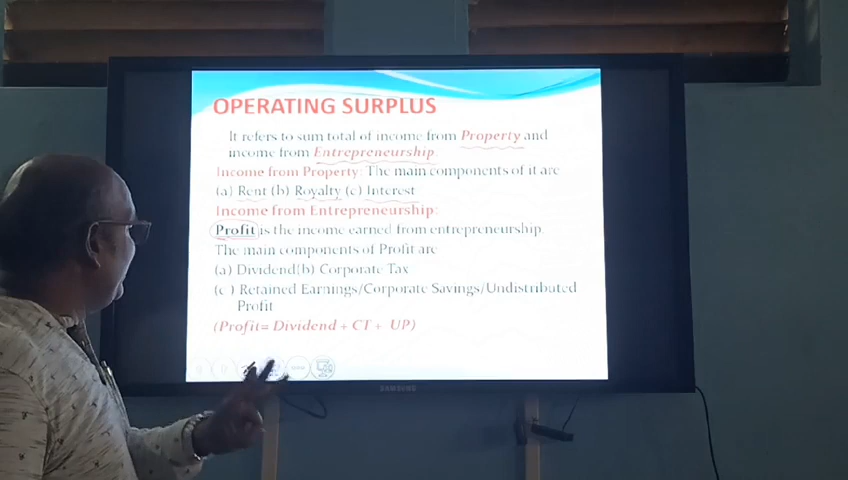 OPERATING SURPLUS
It refers to sum total of income from Property and
income from Entrepreneurship.
Income from Property: The main components of it are
(a) Rent (b) Royalty (c) Interest
Income from Entrepreneurship:
Profit is the income earned from entrepreneurship.
The main components of Profit are
(a) Dividend(b) Corporate Tax
(c ) Retained Earnings/Corporate Savings/Undistributed
Profit
(Profit= Dividend + CT + UP)
SAMSUNG